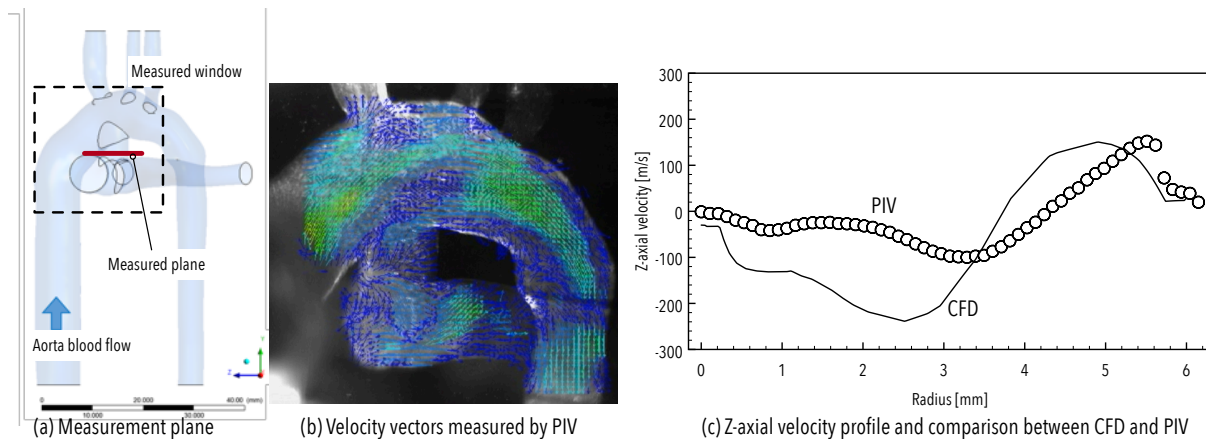 Measured window
Measured plane
Aorta blood flow
Y
Z
0
20.000
40.00 (mm)
10.000
30.000
(a) Measurement plane
(b) Velocity vectors measured by PIV
Z-axial velocity [m/s]
300
200
100
0
-100
-200
-300
PIV
CFD
0
1
2
3
4
5
6
Radius [mm]
(c) Z-axial velocity profile and comparison between CFD and PIV